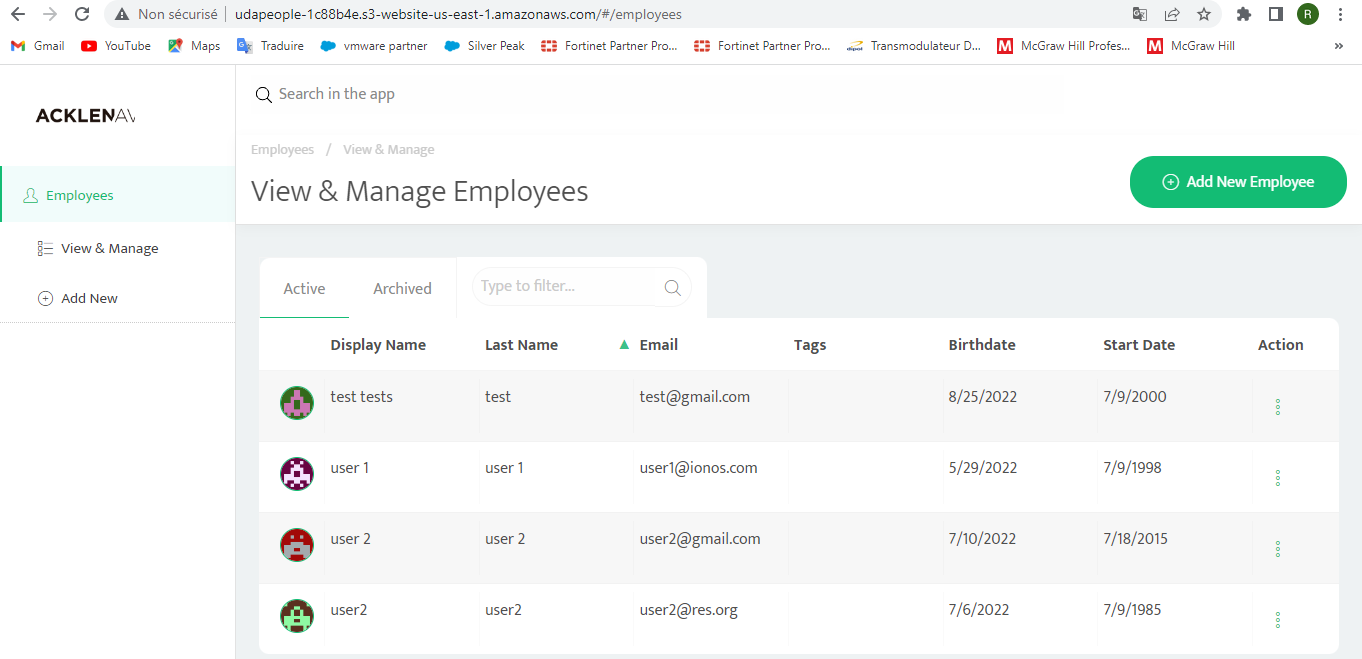 Non sécurisé udapeople-1c88b4e.s3-website-us-east-1.amazonaws.com/#/employees R
Gmail YouTube Maps Traduire vmware partner Silver Peak Fortinet Partner Pro... Fortinet Partner Pro... Transmodulateur D... McGraw Hill Profes... McGraw Hill »
ACKLENAV
Employees
View & Manage
Add New
Search in the app
Employees / View & Manage
View & Manage Employees
Add New Employee
Active Archived Type to filter...
Display Name Last Name Email Tags Birthdate Start Date Action
test tests test test@gmail.com 8/25/2022 7/9/2000
user 1 user 1 user1@ionos.com 5/29/2022 7/9/1998
user 2 user 2 user2@gmail.com 7/10/2022 7/18/2015
user2 user2 user2@res.org 7/6/2022 7/9/1985